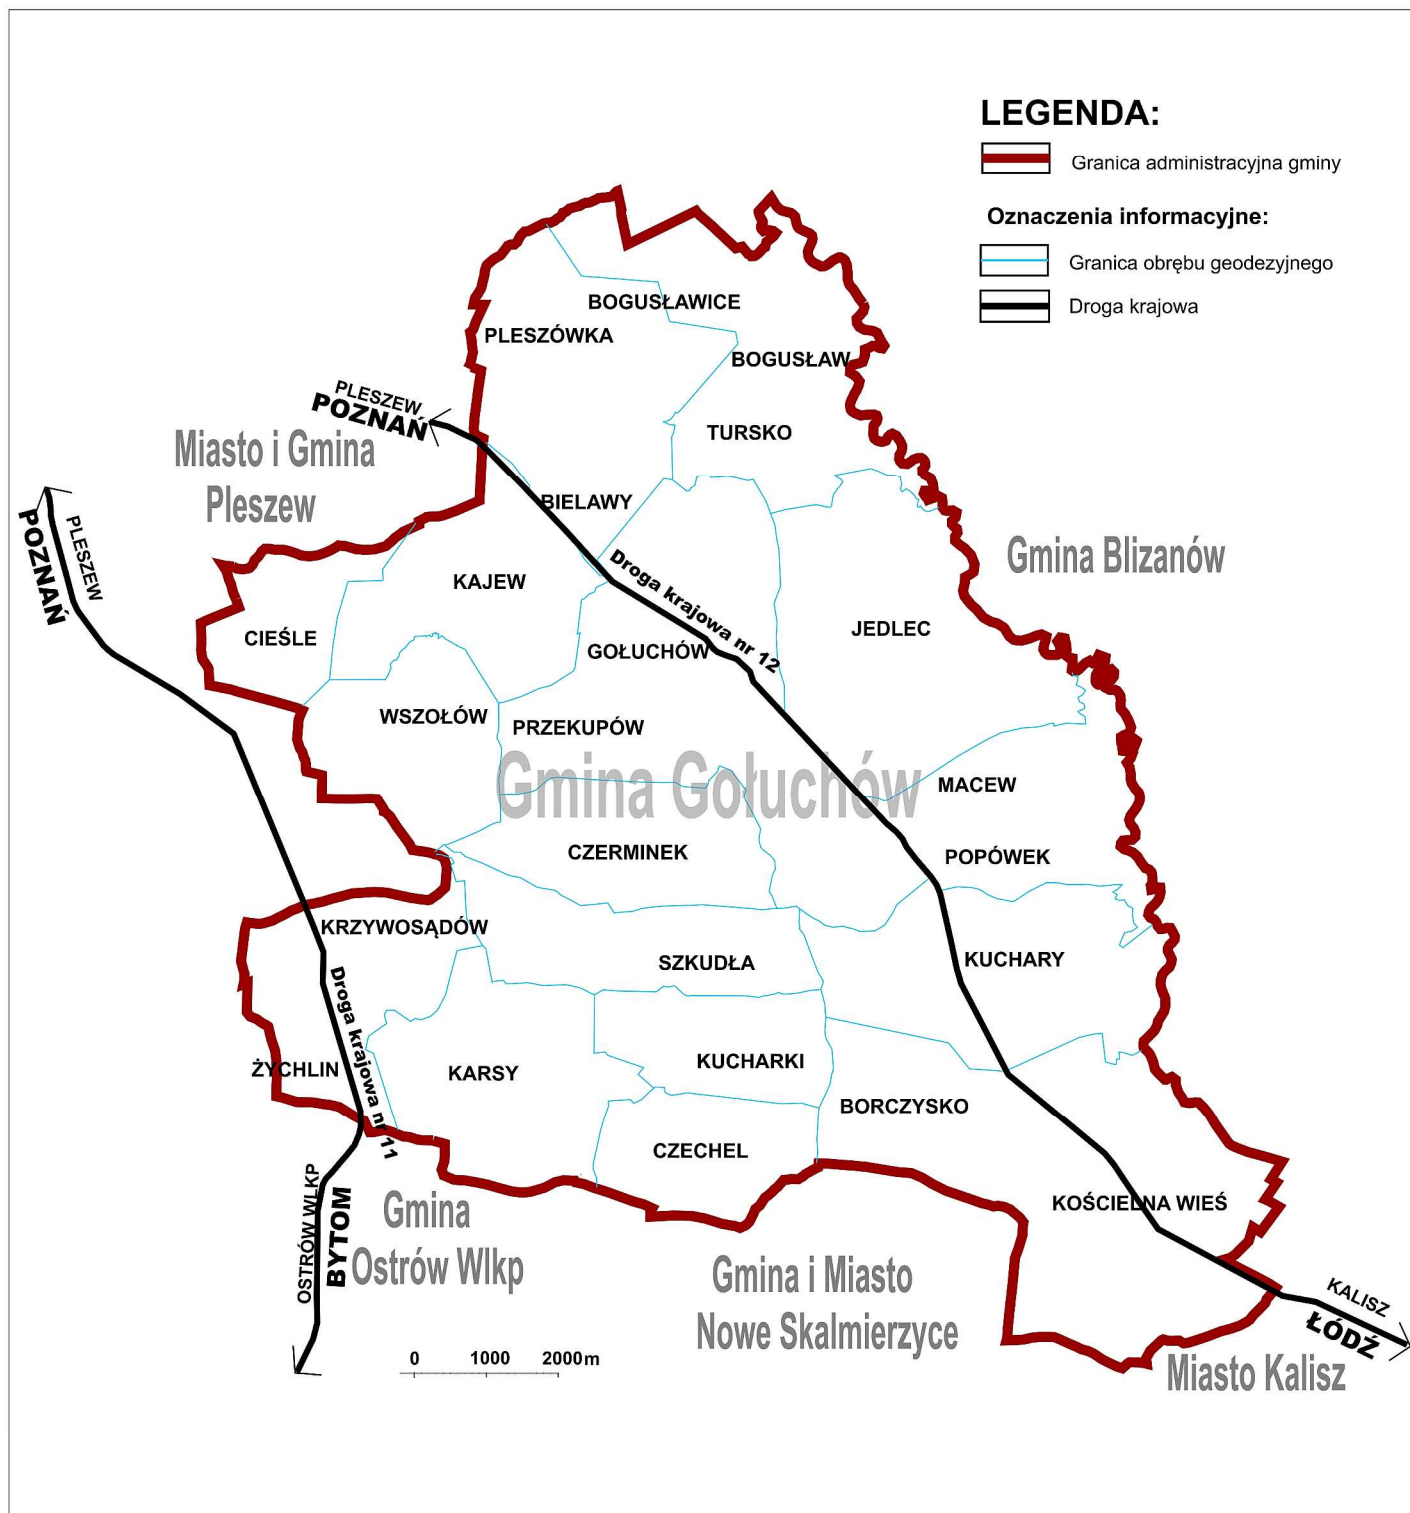 LEGENDA:
Granica administracyjna gminy
Oznaczenia informacyjne:
Granica obrębu geodezyjnego
Droga krajowa
BOGUSŁAWICE
PLESZÓWKA
BOGUSŁAW
PLESZEW
POZNAŃ
TURSKO
Miasto i Gmina
Pleszew
BIELAWY
PLESZEW
POZNAŃ
Gmina Blizanów
KAJEW
Droga krajowa nr 12
CIEŚLE
JEDLEC
GOŁUCHÓW
WSZOŁÓW
PRZEKUPÓW
Gmina Gołuchów
MACEW
CZERMINEK
POPÓWEK
KRZYWOSĄDÓW
SZKUDŁA
KUCHARY
Droga krajowa nr 11
ŻYCHLIN
KARSY
KUCHARKI
BORCZYSKO
CZECHEL
OSTRÓW WLKP
BYTOM
KOŚCIELNA WIEŚ
Gmina
Ostrów Wlkp
Gmina i Miasto
Nowe Skalmierzyce
KALISZ
ŁÓDŹ
0 1000 2000m
Miasto Kalisz